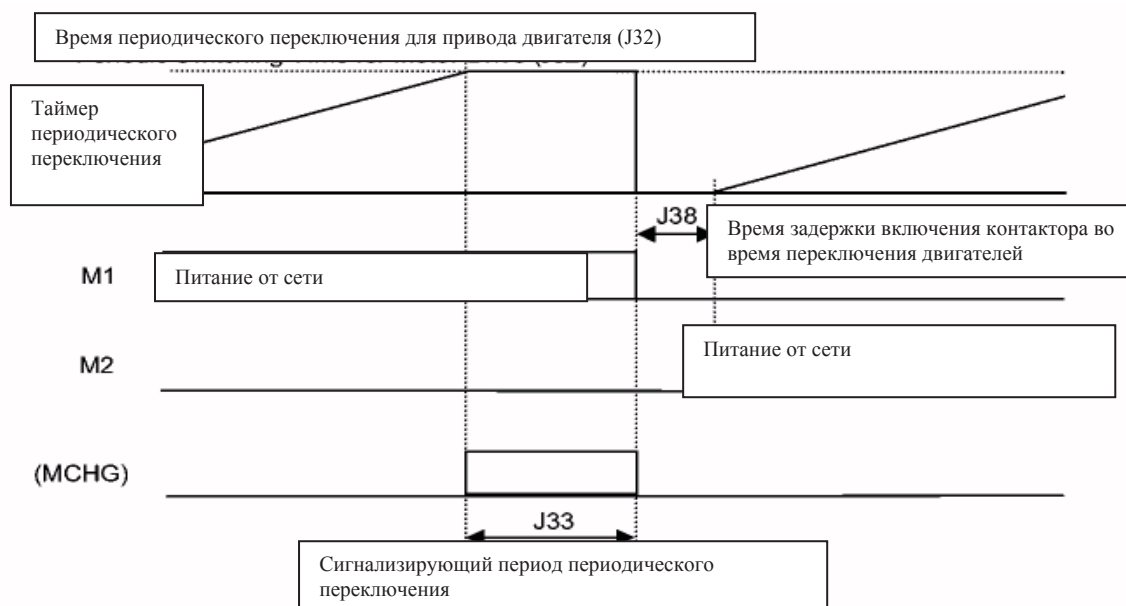 Время периодического переключения для привода двигателя (J32)
Таймер
периодического
переключения
J38
Время задержки включения контактора во
время переключения двигателей
M1
Питание от сети
M2
Питание от сети
(MCHG)
J33
Сигнализирующий период периодического
переключения